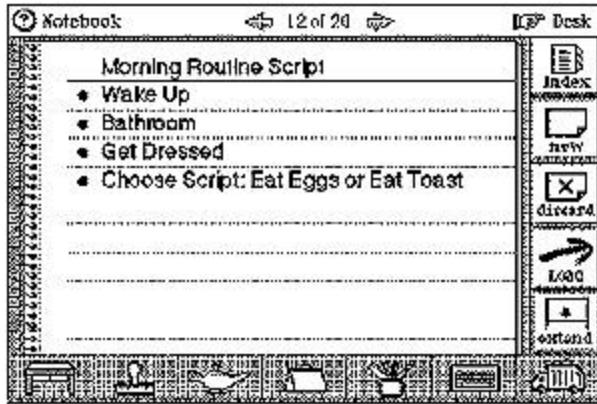 Notebook
12 of 20
Desk
Morning Routine Script
Wake Up
Bathroom
Get Dressed
Choose Script: Eat Eggs or Eat Toast
Index
new
discard
extend